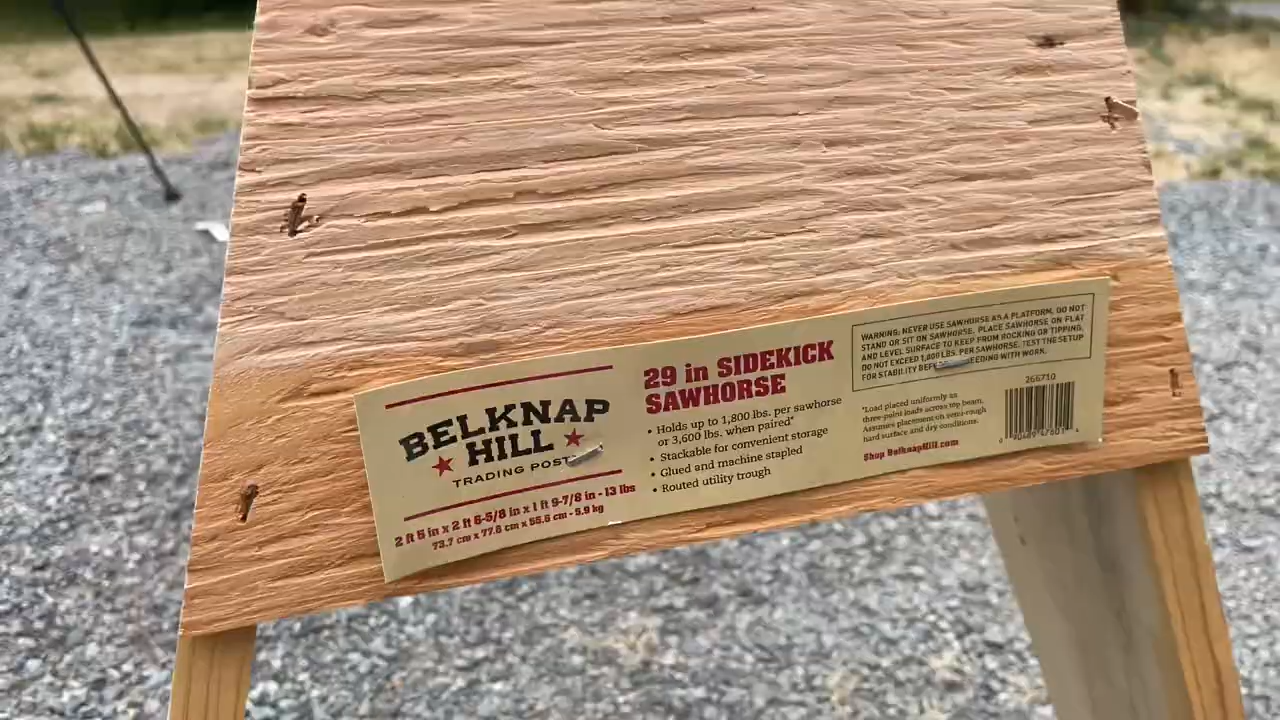 BELKNAP
HILL
TRADING POST
2 ft 5 in x 2 ft 6-5/8 in x 1 ft 9-7/8 in - 13 lbs
73.7 cm x 77.8 cm x 55.6 cm - 5.9 kg
29 in SIDEKICK
SAWHORSE
• Holds up to 1,800 lbs. per sawhorse
or 3,600 lbs. when paired*
• Stackable for convenient storage
• Glued and machine stapled
• Routed utility trough
WARNING: NEVER USE SAWHORSE AS A PLATFORM. DO NOT
STAND OR SIT ON SAWHORSE. PLACE SAWHORSE ON FLAT
AND LEVEL SURFACE TO KEEP FROM ROCKING OR TIPPING.
DO NOT EXCEED 1,800 LBS. PER SAWHORSE. TEST THE SETUP
FOR STABILITY WITH WORK.
*Load placed uniformly as
three-point loads across top beam.
Assumes placement on semi-rough
hard surface and dry conditions.
Shop BelknapHill.com
266710